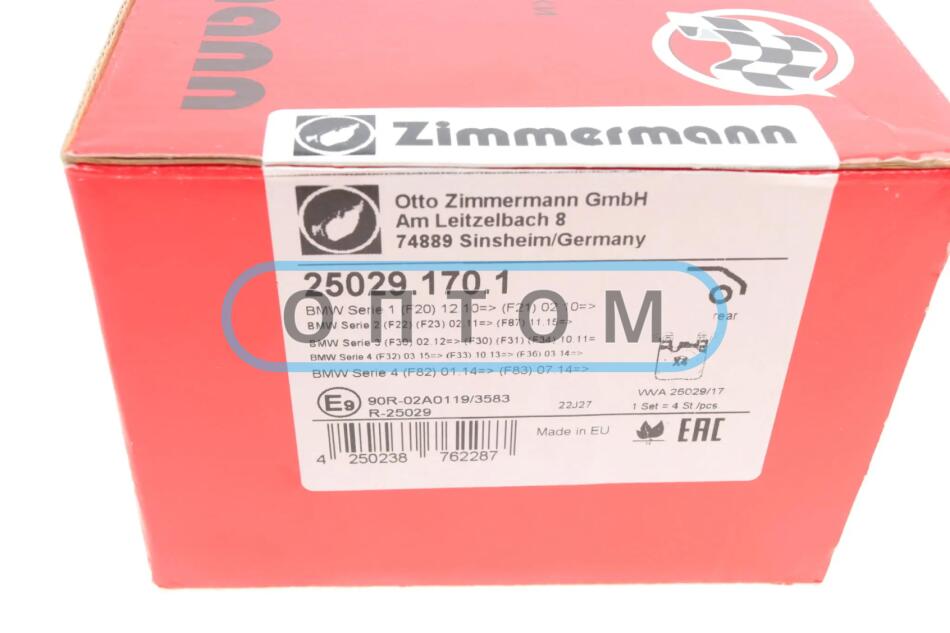 Zimmermann
Otto Zimmermann GmbH
Am Leitzelbach 8
74889 Sinsheim/Germany
25029.170.1
BMW Serie 1 (F20) 12.10=> (F21) 02.10=>
BMW Serie 2 (F22) (F23) 02.11=> (F87) 11.15=>
BMW Serie 3 (F35) 02.12=> (F30) (F31) (F34) 10.11=
BMW Serie 4 (F32) 03.15=> (F33) 10.13=> (F36) 03.14=>
BMW Serie 4 (F82) 01.14=> (F83) 07.14=>
rear
X4
ОПТОМ
E9 90R-02A0119/3583
R-25029
22J27
WVA 25029/17
1 Set = 4 St./pcs
Made in EU
EAC
4 250238 762287